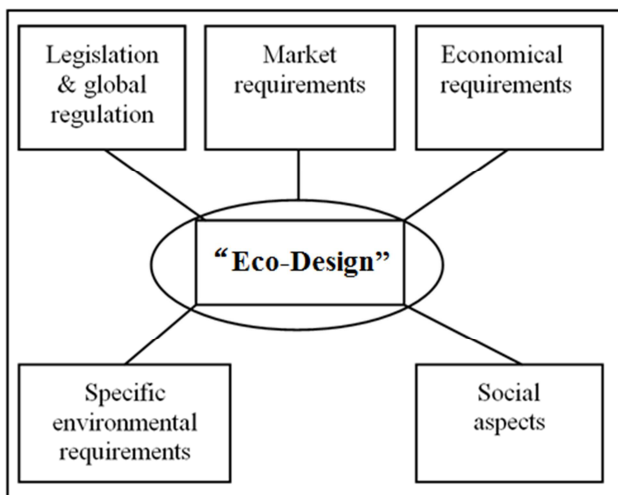 Legislation
& global
regulation
Market
requirements
Economical
requirements
“Eco-Design”
Specific
environmental
requirements
Social
aspects